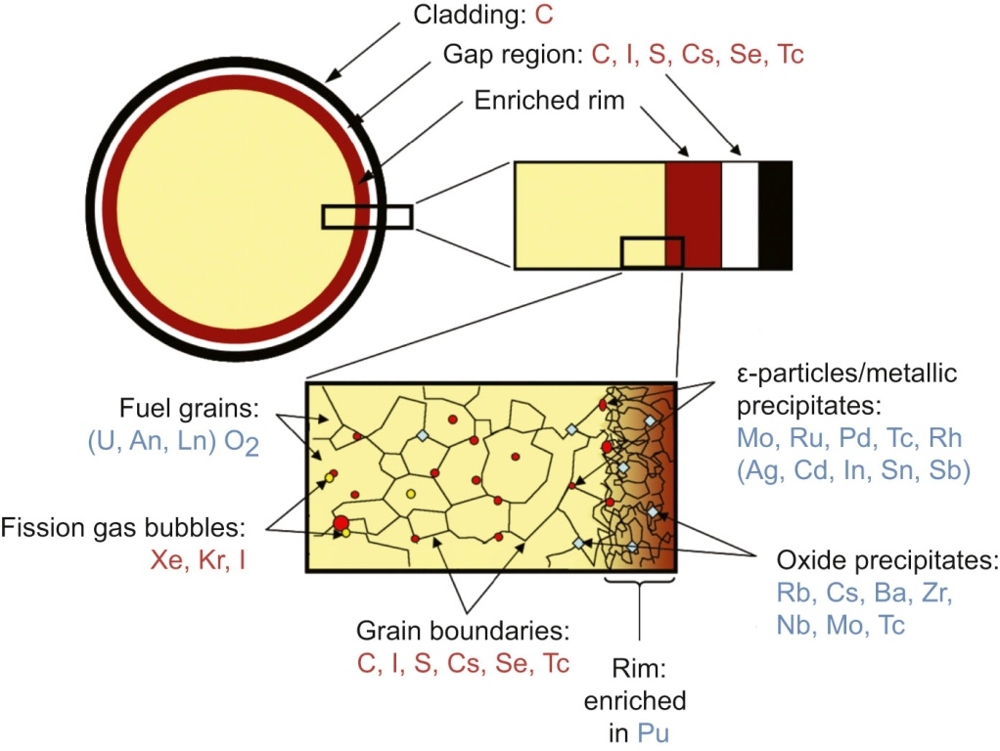 Cladding: C
Gap region: C, I, S, Cs, Se, Tc
Enriched rim
ε-particles/metallic
precipitates:
Mo, Ru, Pd, Tc, Rh
(Ag, Cd, In, Sn, Sb)
Fuel grains:
(U, An, Ln) O2
Fission gas bubbles:
Xe, Kr, I
Oxide precipitates:
Rb, Cs, Ba, Zr,
Nb, Mo, Tc
Grain boundaries:
C, I, S, Cs, Se, Tc
Rim:
enriched
in Pu